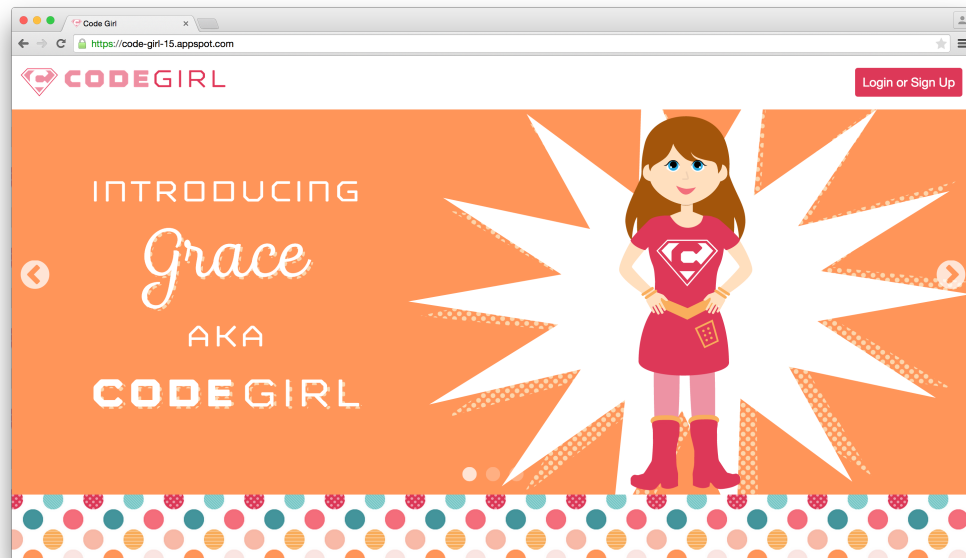 Code Girl
https://code-girl-15.appspot.com
CODEGIRL
Login or Sign Up
INTRODUCING
Grace
AKA
CODEGIRL
C